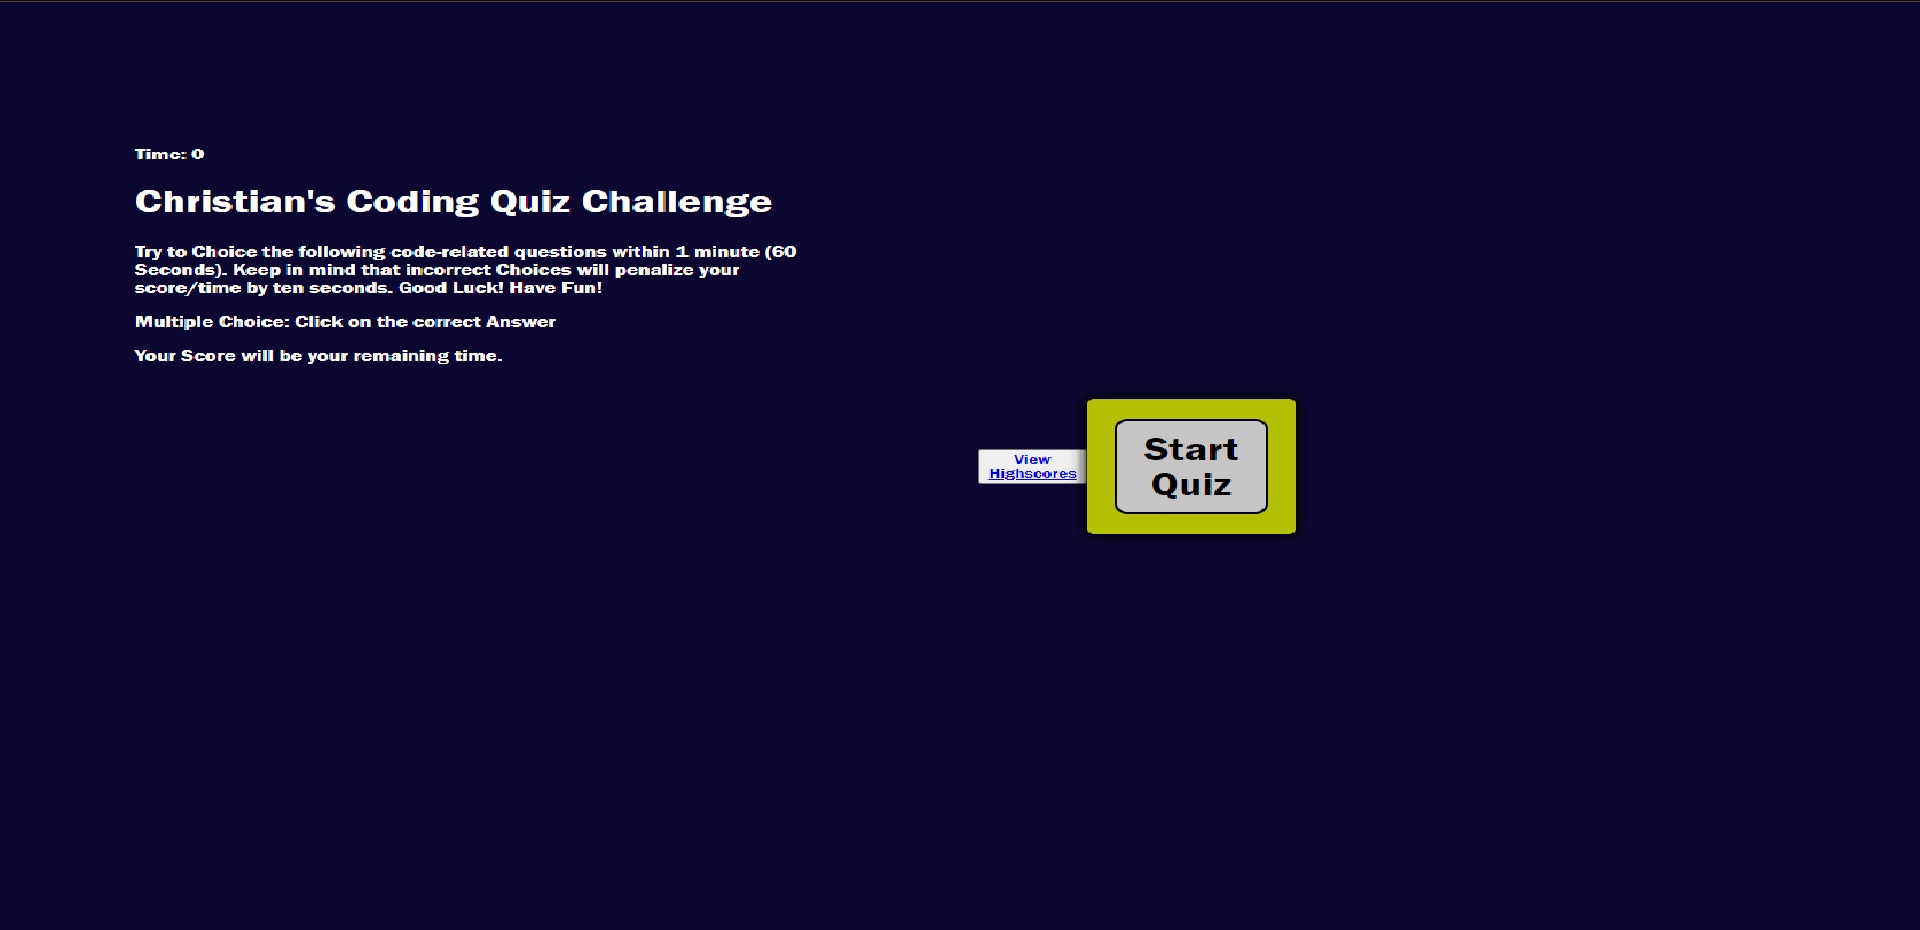 Time: 0
Christian's Coding Quiz Challenge
Try to Choice the following code-related questions within 1 minute (60
Seconds). Keep in mind that incorrect Choices will penalize your
score/time by ten seconds. Good Luck! Have Fun!
Multiple Choice: Click on the correct Answer
Your Score will be your remaining time.
View
Highscores
Start
Quiz